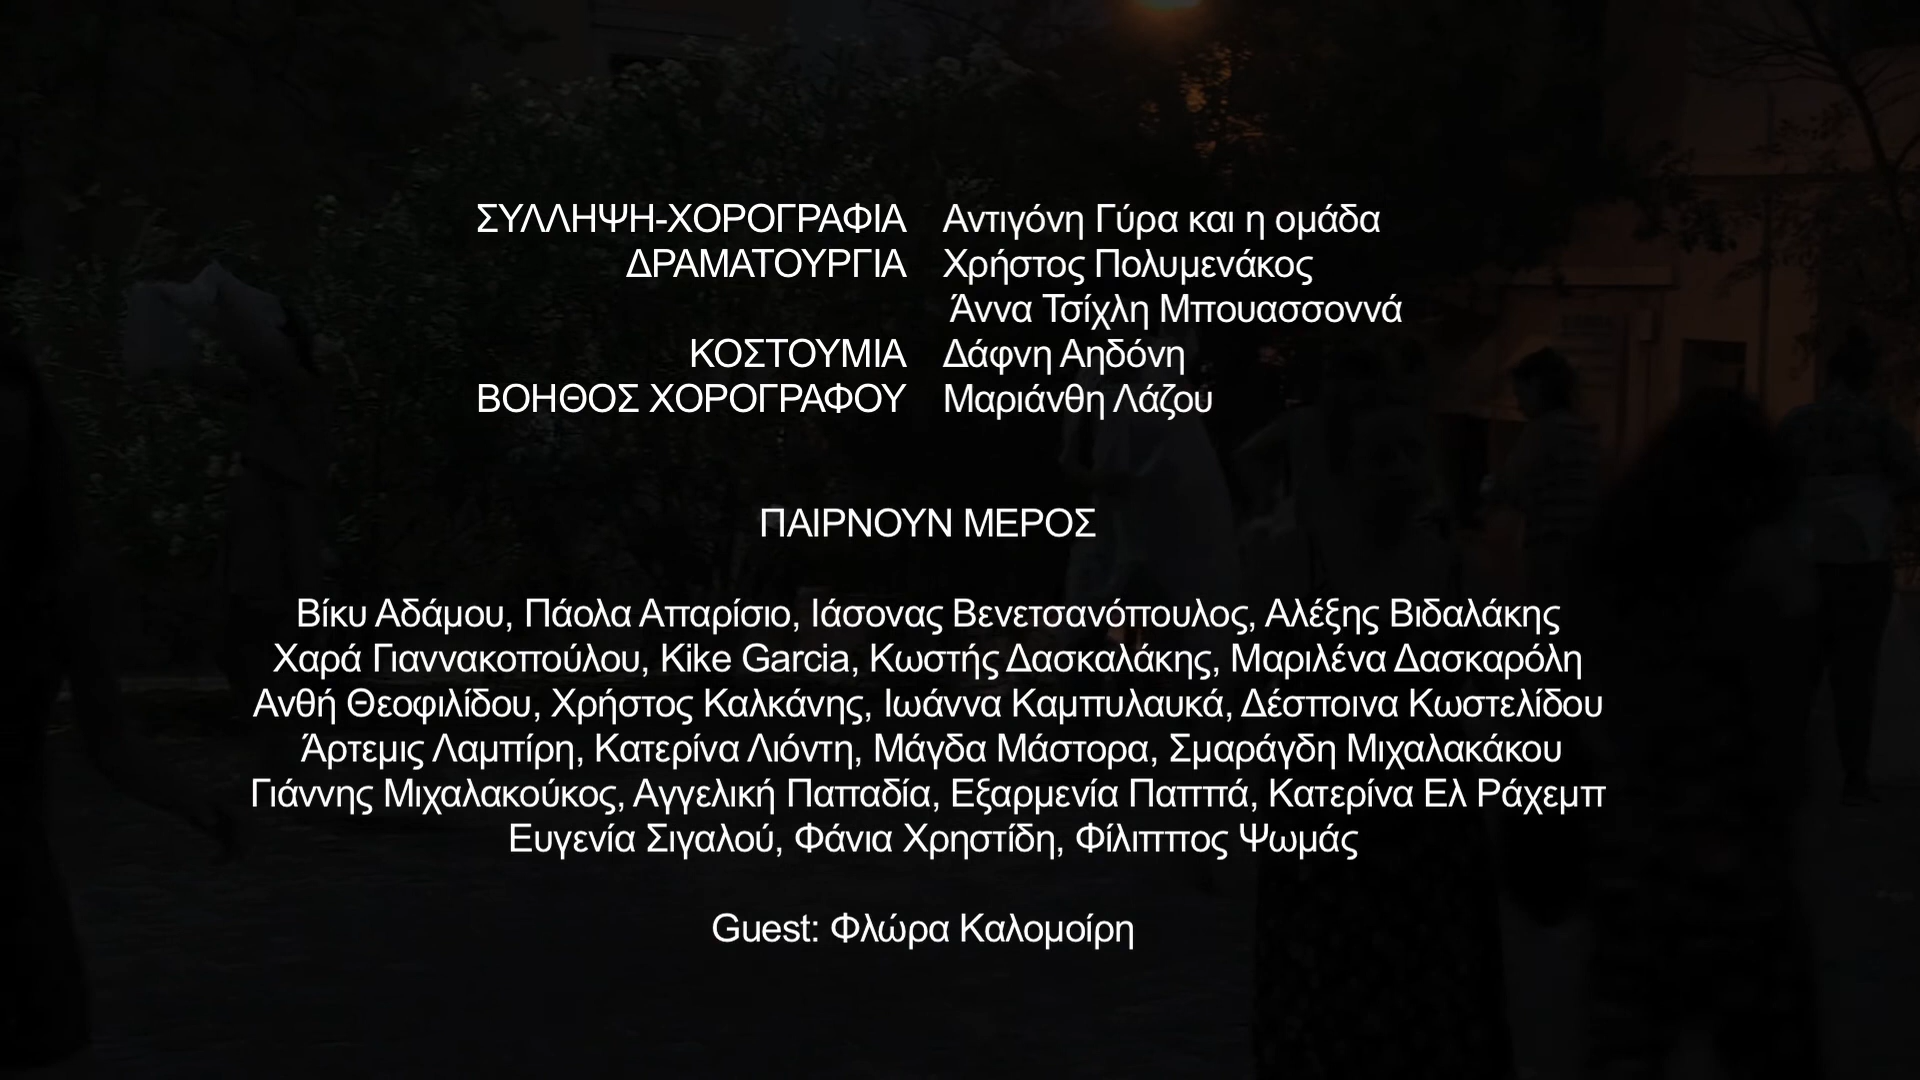 ΣΥΛΛΗΨΗ-ΧΟΡΟΓΡΑΦΙΑ Αντιγόνη Γύρα και η ομάδα
ΔΡΑΜΑΤΟΥΡΓΙΑ Χρήστος Πολυμενάκος
Άννα Τσίχλη Μπουασσοννά
ΚΟΣΤΟΥΜΙΑ Δάφνη Αηδόνη
ΒΟΗΘΟΣ ΧΟΡΟΓΡΑΦΟΥ Μαριάνθη Λάζου
ΠΑΙΡΝΟΥΝ ΜΕΡΟΣ
Βίκυ Αδάμου, Πάολα Απαρίσιο, Ιάσονας Βενετσανόπουλος, Αλέξης Βιδαλάκης
Χαρά Γιαννακοπούλου, Kike Garcia, Κωστής Δασκαλάκης, Μαριλένα Δασκαρόλη
Ανθή Θεοφιλίδου, Χρήστος Καλκάνης, Ιωάννα Καμπυλαυκά, Δέσποινα Κωστελίδου
Άρτεμις Λαμπίρη, Κατερίνα Λιόντη, Μάγδα Μάστορα, Σμαράγδη Μιχαλακάκου
Γιάννης Μιχαλακούκος, Αγγελική Παπαδία, Εξαρμενία Παππά, Κατερίνα Ελ Ράχεμπ
Ευγενία Σιγαλού, Φάνια Χρηστίδη, Φίλιππος Ψωμάς
Guest: Φλώρα Καλομοίρη